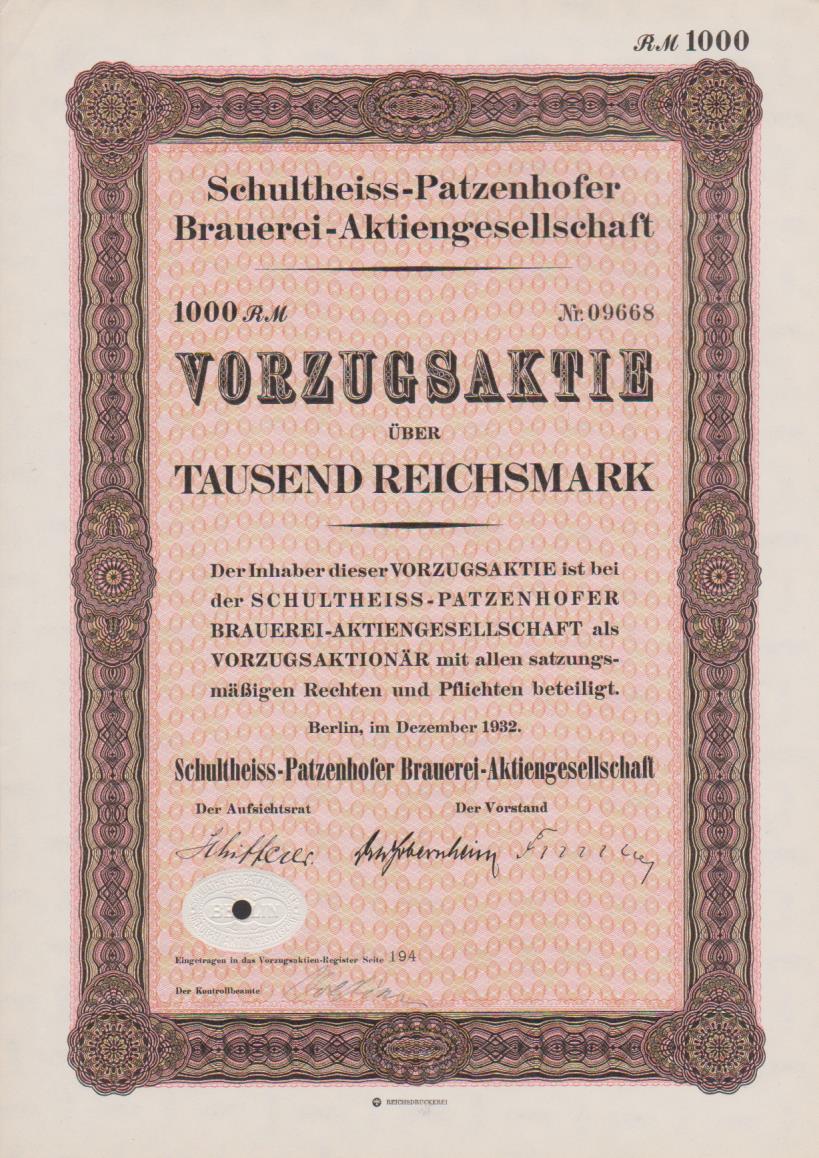 RM 1000
Schultheiss-Patzenhofer
Brauerei-Aktiengesellschaft
1000 RM Nr. 09668
VORZUGSAKTIE
ÜBER
TAUSEND REICHSMARK
Der Inhaber dieser VORZUGSAKTIE ist bei
der SCHULTHEISS-PATZENHOFER
BRAUEREI-AKTIENGESELLSCHAFT als
VORZUGSAKTIONÄR mit allen satzungs-
mäßigen Rechten und Pflichten beteiligt.
Berlin, im Dezember 1932.
Schultheiss-Patzenhofer Brauerei-Aktiengesellschaft
Der Aufsichtsrat Der Vorstand
Eingetragen in das Vorzugsaktien-Register Seite 194
Der Kontrollbeamte
REICHSDRUCKEREI